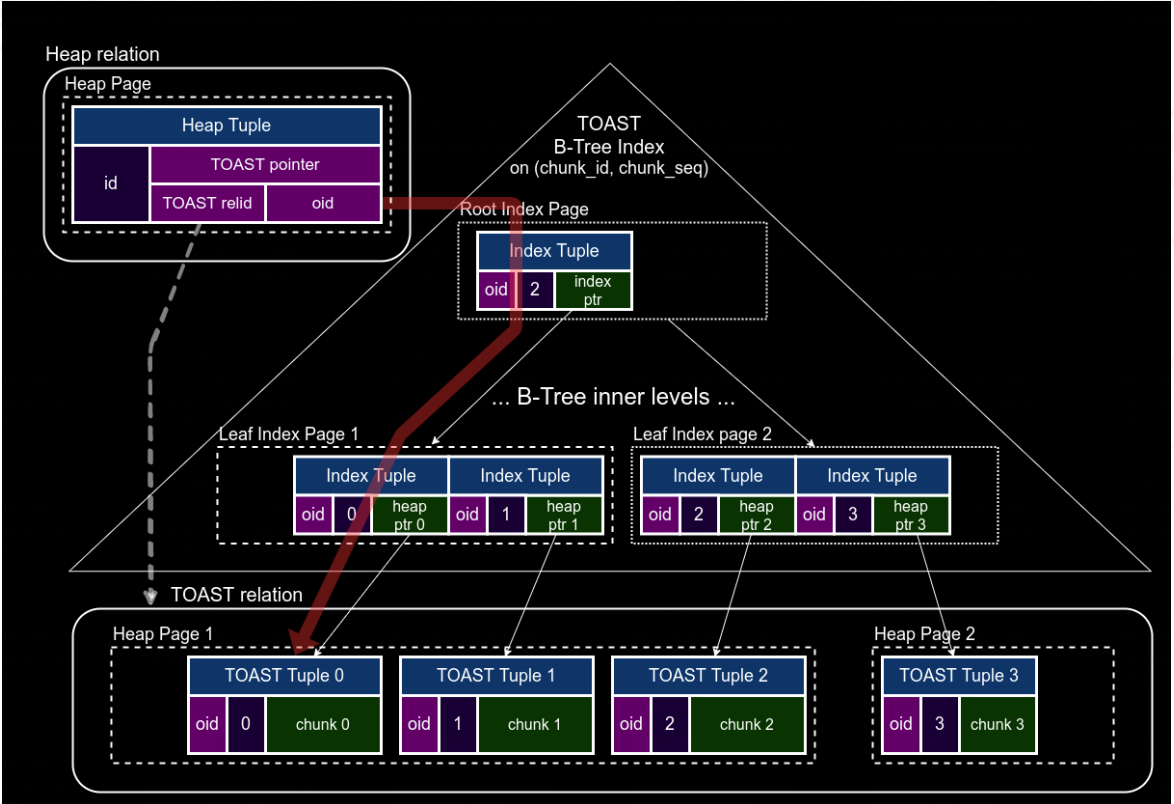 Heap relation
Heap Page
Heap Tuple
id
TOAST pointer
TOAST relid
oid
TOAST
B-Tree Index
on (chunk_id, chunk_seq)
Root Index Page
Index Tuple
oid
2
index
ptr
... B-Tree inner levels ...
Leaf Index Page 1
Index Tuple
Index Tuple
oid
0
heap
ptr 0
oid
1
heap
ptr 1
Leaf Index page 2
Index Tuple
Index Tuple
oid
2
heap
ptr 2
oid
3
heap
ptr 3
TOAST relation
Heap Page 1
TOAST Tuple 0
oid
0
chunk 0
TOAST Tuple 1
oid
1
chunk 1
TOAST Tuple 2
oid
2
chunk 2
Heap Page 2
TOAST Tuple 3
oid
3
chunk 3